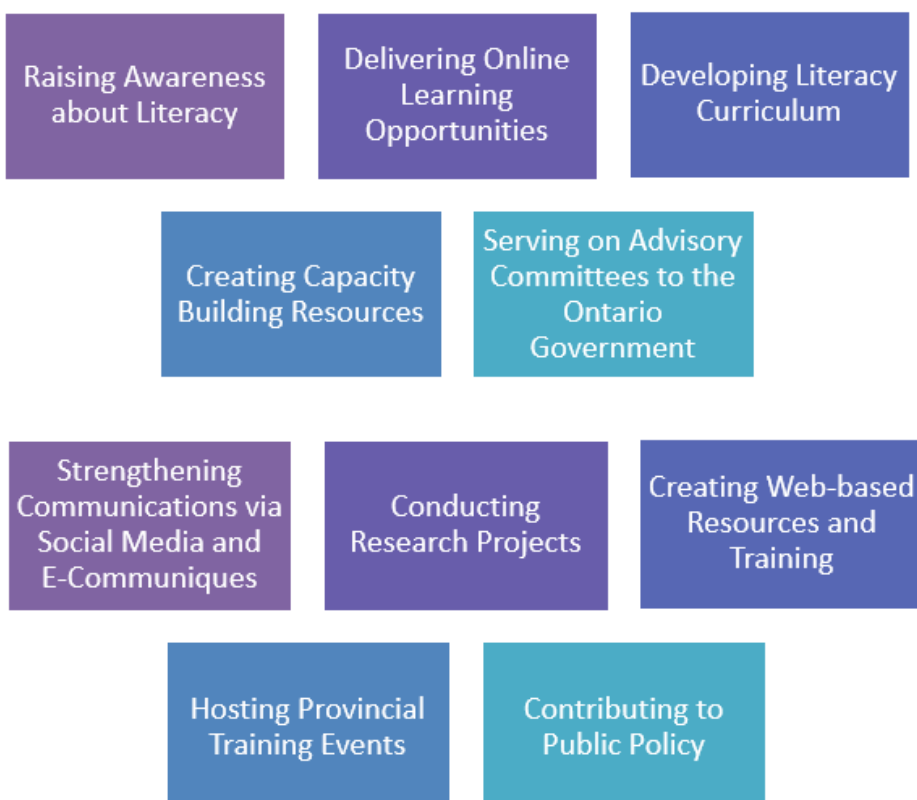 Raising Awareness
about Literacy
Delivering Online
Learning
Opportunities
Developing Literacy
Curriculum
Creating Capacity
Building Resources
Serving on Advisory
Committees to the
Ontario
Government
Strengthening
Communications via
Social Media and
E-Communiques
Conducting
Research Projects
Creating Web-based
Resources and
Training
Hosting Provincial
Training Events
Contributing to
Public Policy